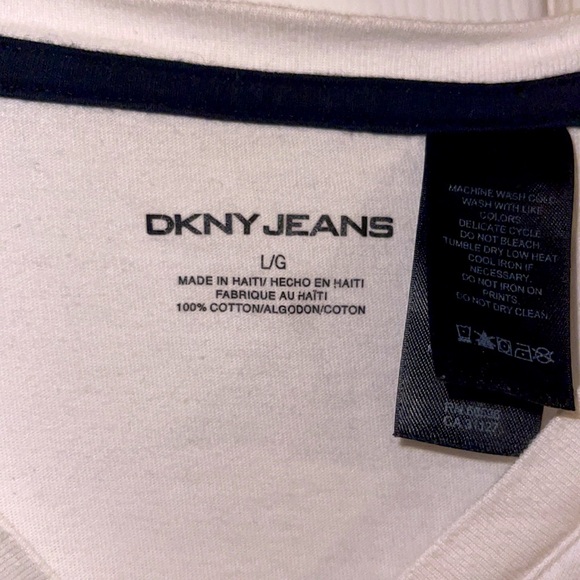 DKNY JEANS
L/G
MADE IN HAITI/ HECHO EN HAITI
FABRIQUE AU HAÏTI
100% COTTON/ALGODON/COTON
MACHINE WASH COLD
WASH WITH LIKE
COLORS
DELICATE CYCLE
DO NOT BLEACH
TUMBLE DRY LOW HEAT
COOL IRON IF
NECESSARY.
DO NOT IRON ON
PRINTS
DO NOT DRY CLEAN
RN
CA